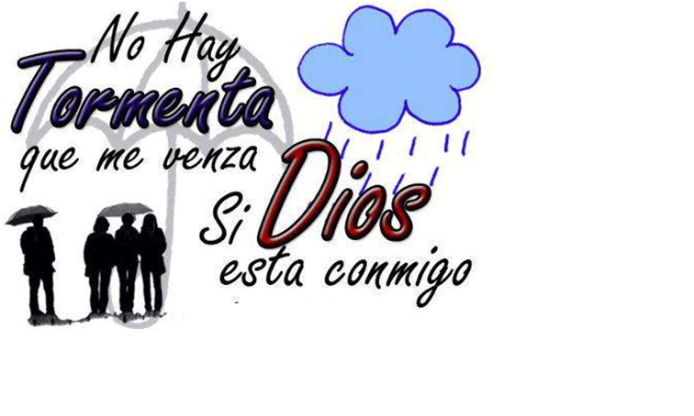 No Hay
Tormenta
que me venza
Si Dios
esta conmigo